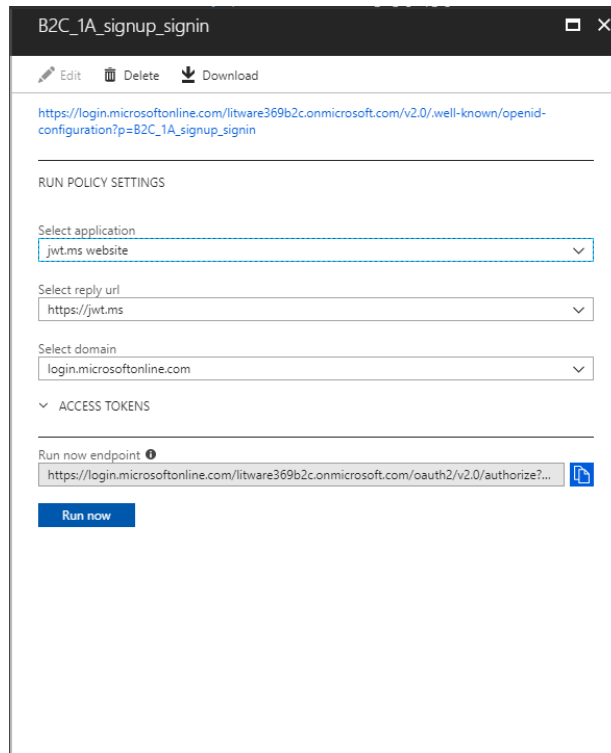 B2C_1A_signup_signin
Edit Delete Download
https://login.microsoftonline.com/litware369b2c.onmicrosoft.com/v2.0/.well-known/openid-
configuration?p=B2C_1A_signup_signin
RUN POLICY SETTINGS
Select application
jwt.ms website
Select reply url
https://jwt.ms
Select domain
login.microsoftonline.com
ACCESS TOKENS
Run now endpoint
https://login.microsoftonline.com/litware369b2c.onmicrosoft.com/oauth2/v2.0/authorize?...
Run now